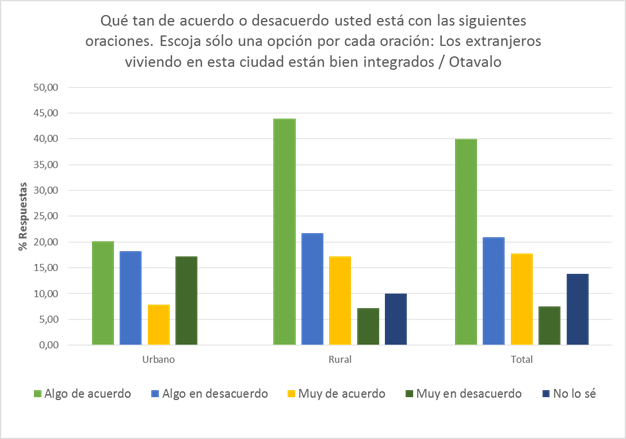 Qué tan de acuerdo o desacuerdo usted está con las siguientes
oraciones. Escoja sólo una opción por cada oración: Los extranjeros
viviendo en esta ciudad están bien integrados / Otavalo
50,00
45,00
40,00
35,00
30,00
25,00
20,00
15,00
10,00
5,00
0,00
% Respuestas
Urbano Rural Total
Algo de acuerdo Algo en desacuerdo Muy de acuerdo Muy en desacuerdo No lo sé